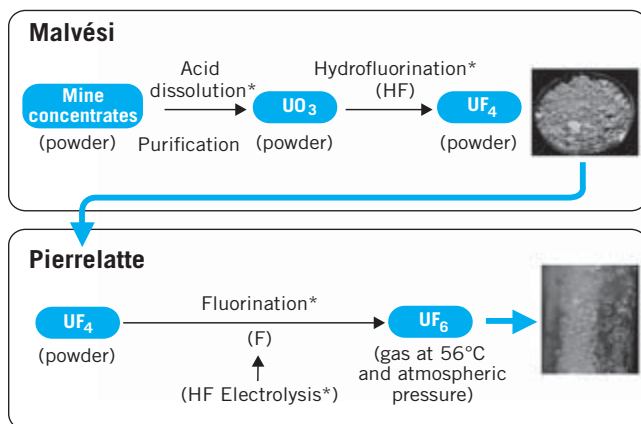 Malvési
Acid
dissolution*
Hydrofluorination*
(HF)
Mine
concentrates
UO3
UF4
(powder)
Purification
(powder)
(powder)
Pierrelatte
Fluorination*
UF4
UF6
(powder)
(F)
(gas at 56°C
and atmospheric
pressure)
(HF Electrolysis*)